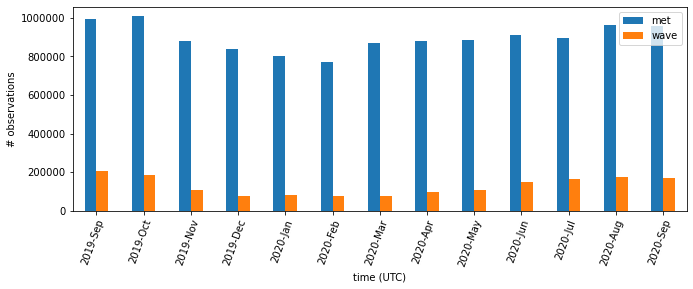 1000000
800000
600000
400000
200000
0
# observations
met
wave
2019-Sep
2019-Oct
2019-Nov
2019-Dec
2020-Jan
2020-Feb
2020-Mar
2020-Apr
2020-May
2020-Jun
2020-Jul
2020-Aug
2020-Sep
time (UTC)